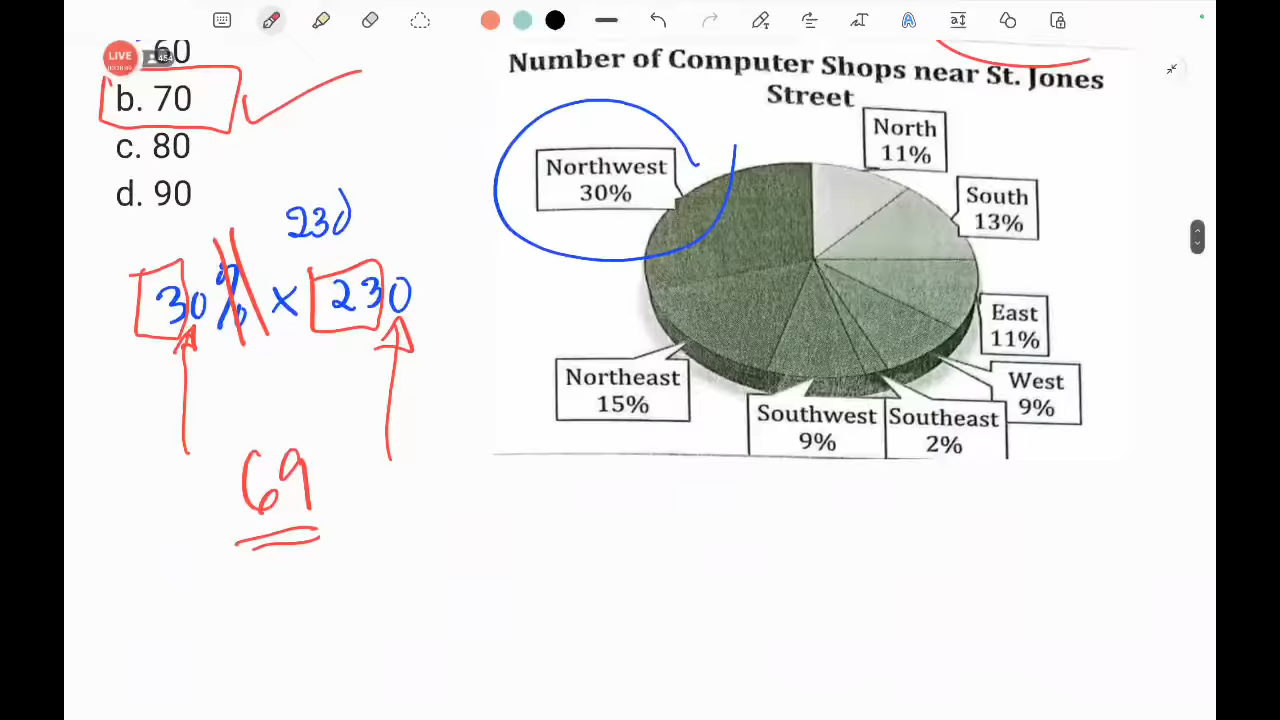 LIVE
454
60
b. 70
c. 80
d. 90
230
30% x 230
69
Number of Computer Shops near St. Jones
Street
North
11%
South
13%
East
11%
West
9%
Southeast
2%
Southwest
9%
Northeast
15%
Northwest
30%